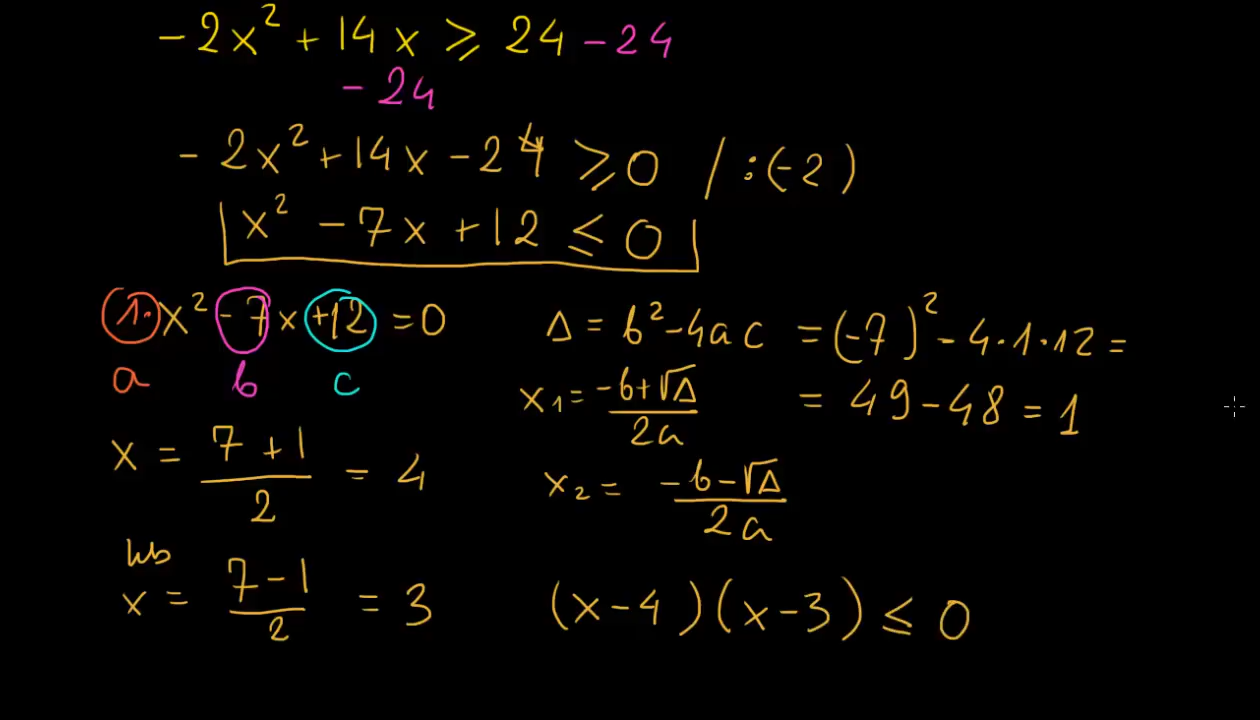 -2x² + 14x ≥ 24 - 24
- 24
- 2x² + 14x - 24 ≥ 0 / : (-2)
x² - 7x + 12 ≤ 0
1·x² - 7x + 12 = 0
a b c
Δ = b² - 4ac = (-7)² - 4·1·12 =
= 49 - 48 = 1
x₁ = (-b+√Δ)/2a
x = (7+1)/2 = 4
x₂ = (-b-√Δ)/2a
lub
x = (7-1)/2 = 3
(x-4)(x-3) ≤ 0